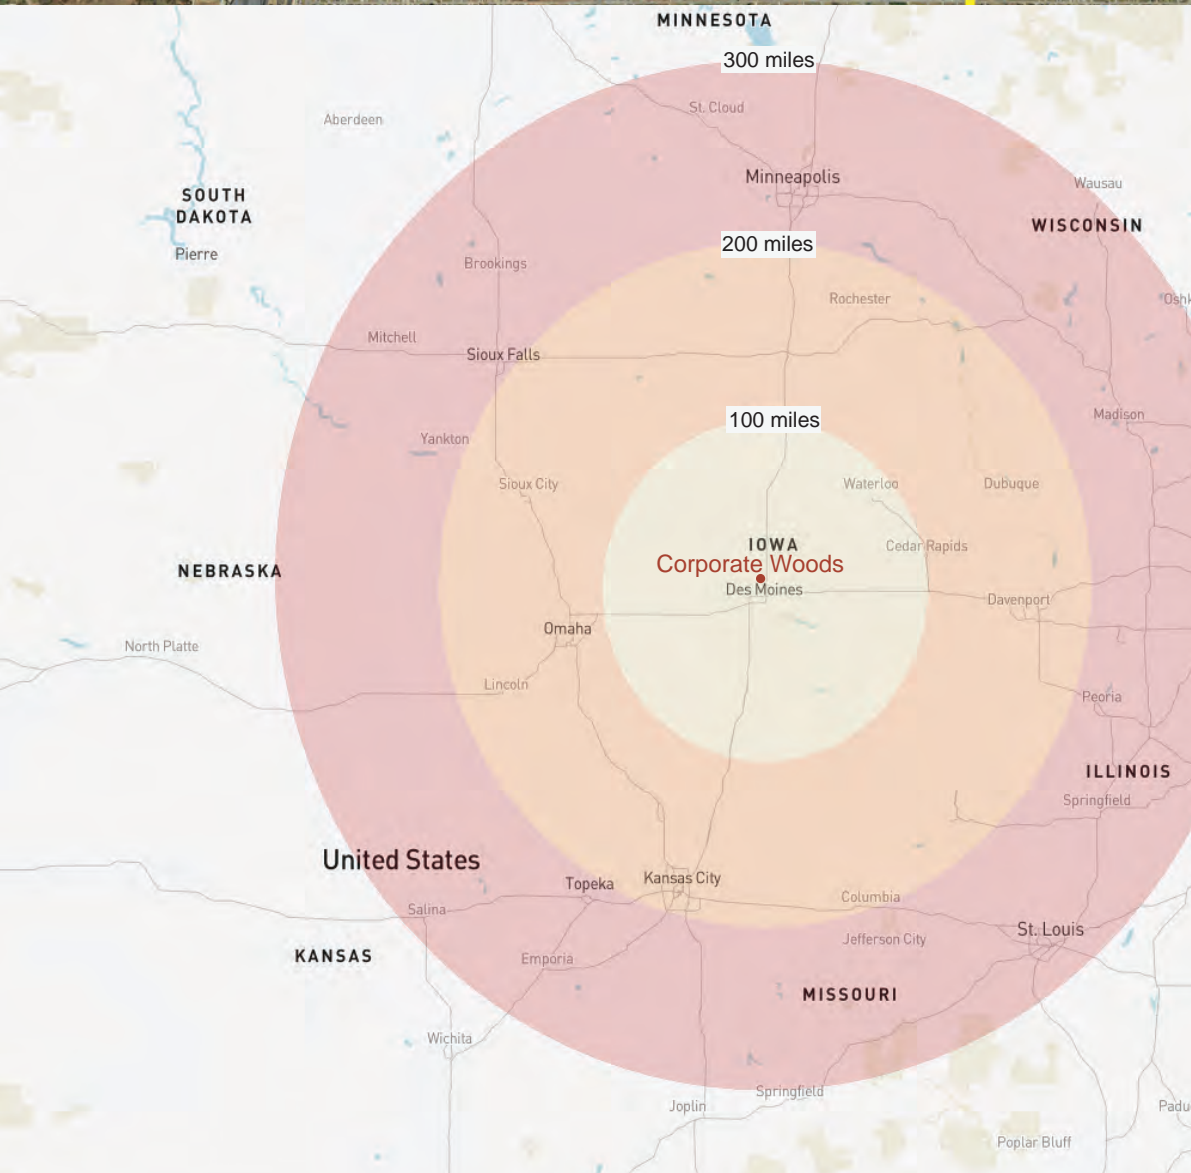 MINNESOTA
300 miles
St. Cloud
Aberdeen
Minneapolis
Wausau
SOUTH
DAKOTA
WISCONSIN
200 miles
Pierre
Brookings
Rochester
Oshk
Mitchell
Sioux Falls
100 miles
Madison
Yankton
Sioux City
Waterloo
Dubuque
IOWA
Cedar Rapids
Corporate Woods
NEBRASKA
Des Moines
Davenport
Omaha
North Platte
Lincoln
Peoria
ILLINOIS
Springfield
United States
Topeka
Kansas City
Columbia
Salina
St. Louis
Jefferson City
KANSAS
Emporia
MISSOURI
Wichita
Springfield
Joplin
Padu
Poplar Bluff